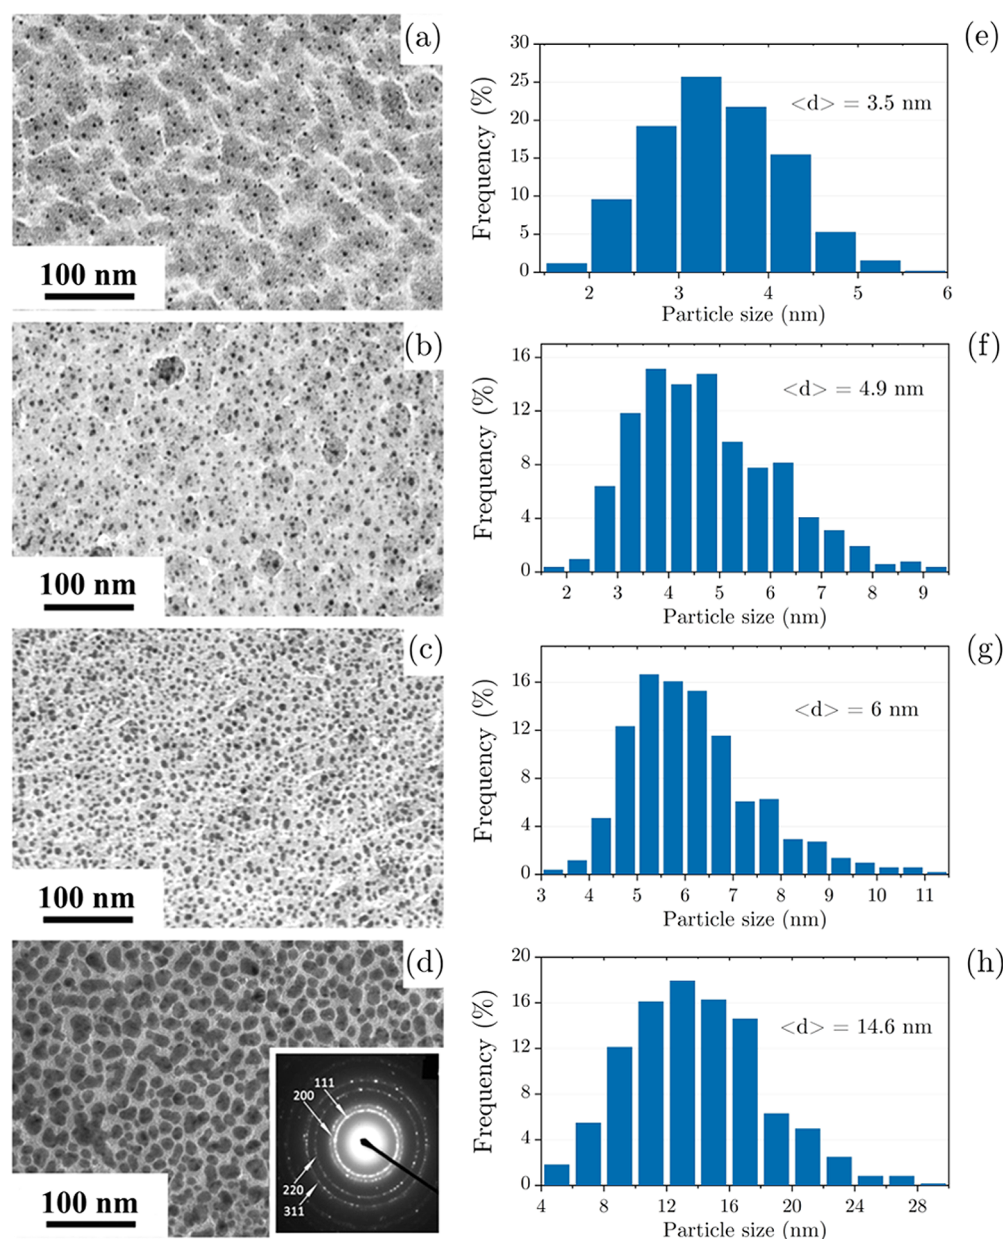 (a)
100 nm
(e)
Frequency (%)
30
25
20
15
10
5
0
<d> = 3.5 nm
2 3 4 5 6
Particle size (nm)
(b)
100 nm
(f)
Frequency (%)
16
12
8
4
0
<d> = 4.9 nm
2 3 4 5 6 7 8 9
Particle size (nm)
(c)
100 nm
(g)
Frequency (%)
16
12
8
4
0
<d> = 6 nm
3 4 5 6 7 8 9 10 11
Particle size (nm)
(d)
111
200
220
311
100 nm
(h)
Frequency (%)
20
16
12
8
4
0
<d> = 14.6 nm
4 8 12 16 20 24 28
Particle size (nm)